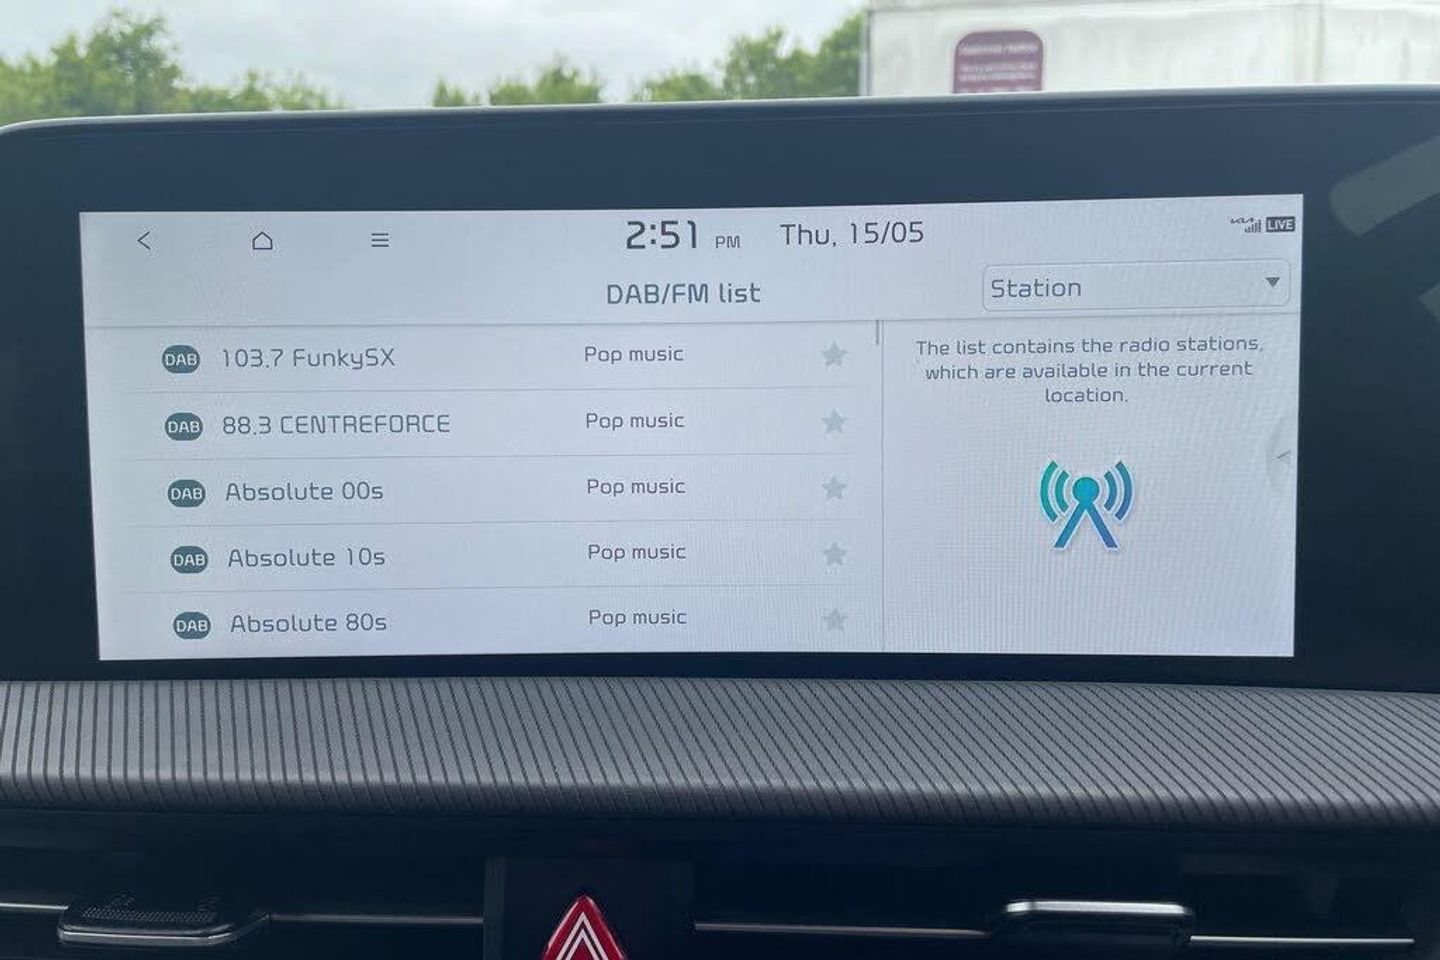 2:51 PM Thu, 15/05
KIA LIVE
DAB/FM list
Station
DAB 103.7 FunkySX Pop music
DAB 88.3 CENTREFORCE Pop music
DAB Absolute 00s Pop music
DAB Absolute 10s Pop music
DAB Absolute 80s Pop music
The list contains the radio stations,
which are available in the current
location.